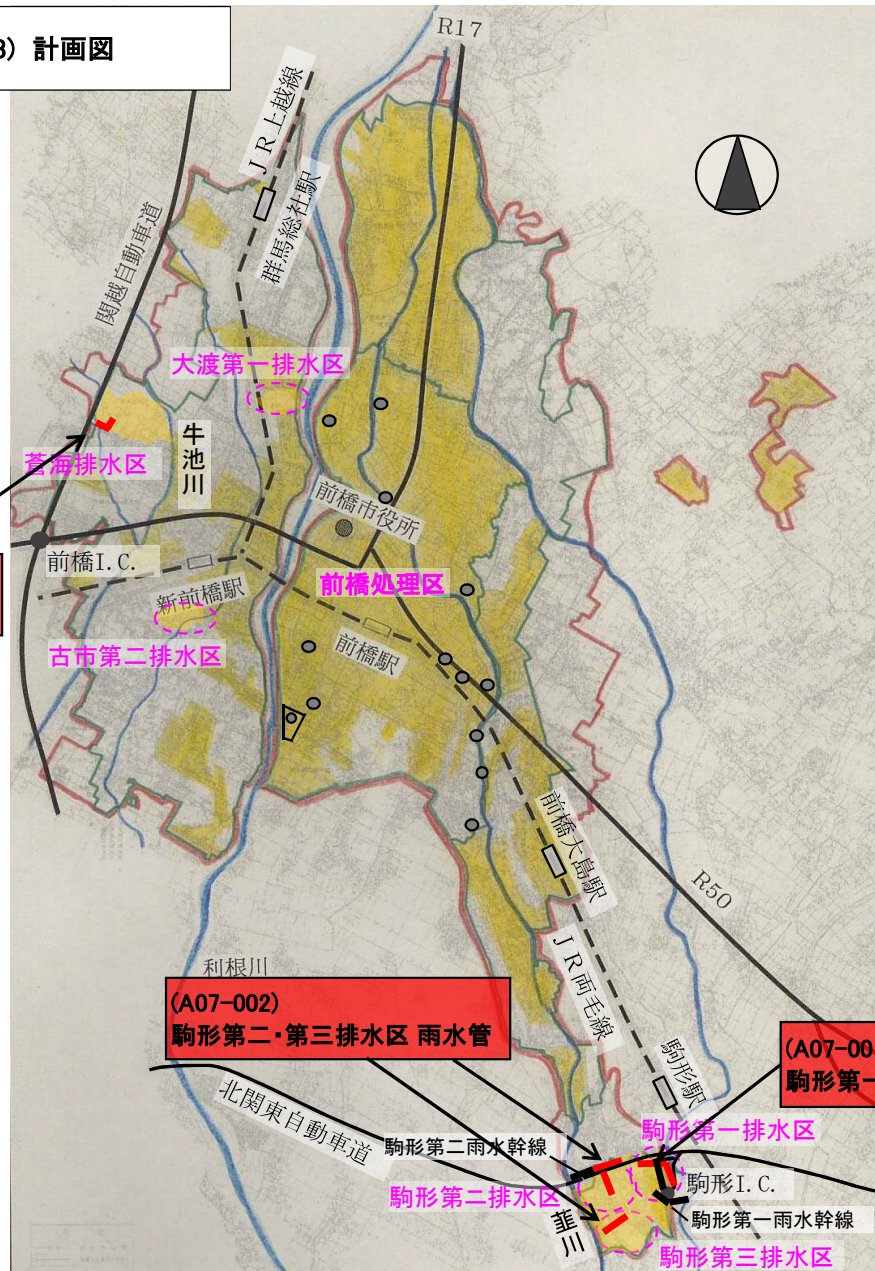 3) 計画図
R17
JR上越線
群馬総社駅
関越自動車道
大渡第一排水区
牛池川
蒼海排水区
前橋市役所
前橋I.C.
新前橋駅
前橋処理区
前橋駅
古市第二排水区
前橋大島駅
R50
利根川
JR両毛線
(A07-002)
駒形第二・第三排水区 雨水管
駒形駅
(A07-00
駒形第一
北関東自動車道
駒形第二雨水幹線
駒形第一排水区
駒形第二排水区
駒形I.C.
韮川
駒形第一雨水幹線
駒形第三排水区